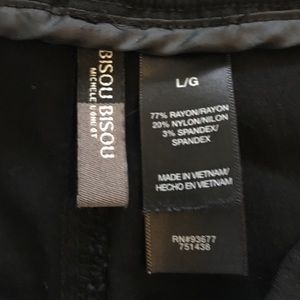 BISOU BISOU
MICHELE BOHBOT
L/G
77% RAYON/RAYON
20% NYLON/NILON
3% SPANDEX/
SPANDEX
MADE IN VIETNAM/
HECHO EN VIETNAM
RN#93677
751438